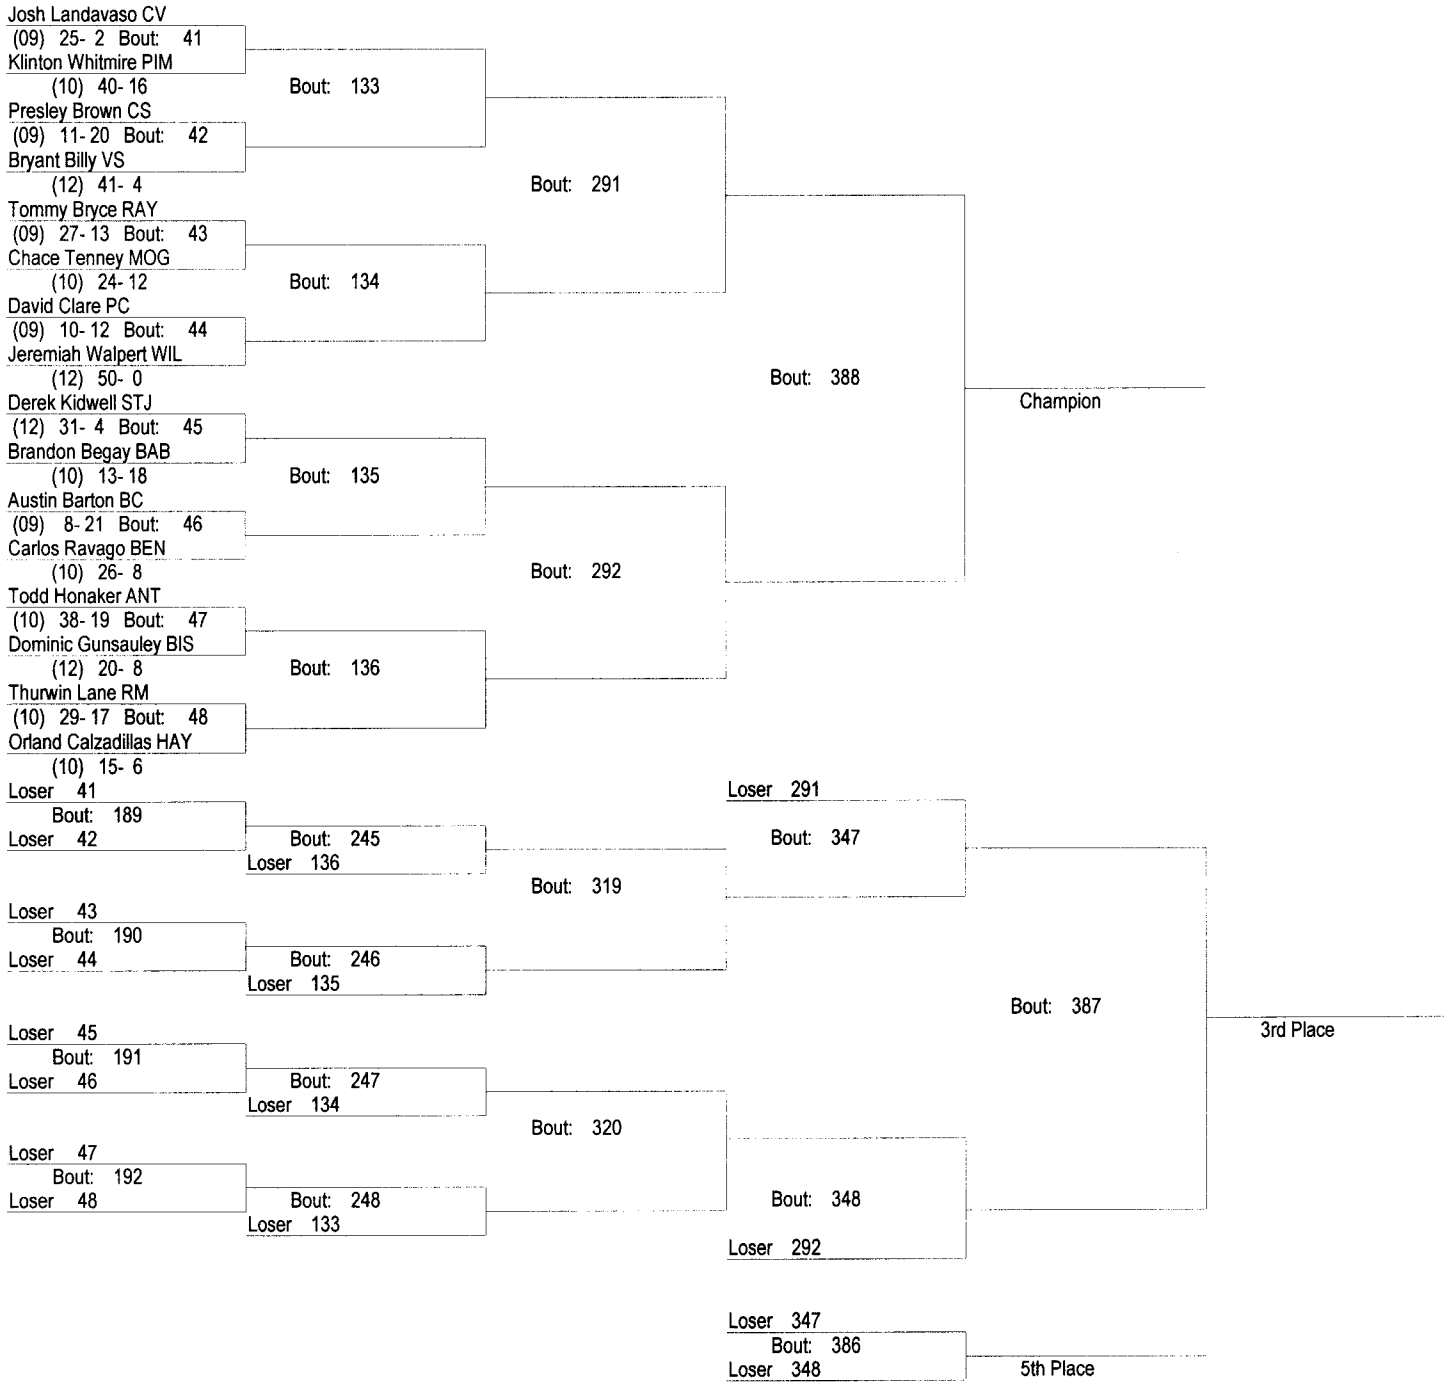 Josh Landavaso CV
(09) 25- 2 Bout: 41
Klinton Whitmire PIM
(10) 40- 16
Bout: 133
Presley Brown CS
(09) 11- 20 Bout: 42
Bryant Billy VS
(12) 41- 4
Bout: 291
Tommy Bryce RAY
(09) 27- 13 Bout: 43
Chace Tenney MOG
(10) 24- 12
Bout: 134
David Clare PC
(09) 10- 12 Bout: 44
Jeremiah Walpert WIL
(12) 50- 0
Bout: 388
Champion
Derek Kidwell STJ
(12) 31- 4 Bout: 45
Brandon Begay BAB
(10) 13- 18
Bout: 135
Austin Barton BC
(09) 8- 21 Bout: 46
Carlos Ravago BEN
(10) 26- 8
Bout: 292
Todd Honaker ANT
(10) 38- 19 Bout: 47
Dominic Gunsauley BIS
(12) 20- 8
Bout: 136
Thurwin Lane RM
(10) 29- 17 Bout: 48
Orland Calzadillas HAY
(10) 15- 6
Loser 41
Bout: 189
Loser 42
Bout: 245
Loser 136
Loser 291
Bout: 347
Bout: 319
Loser 43
Bout: 190
Loser 44
Bout: 246
Loser 135
Bout: 387
3rd Place
Loser 45
Bout: 191
Loser 46
Bout: 247
Loser 134
Bout: 320
Loser 47
Bout: 192
Loser 48
Bout: 248
Loser 133
Bout: 348
Loser 292
Loser 347
Bout: 386
Loser 348
5th Place